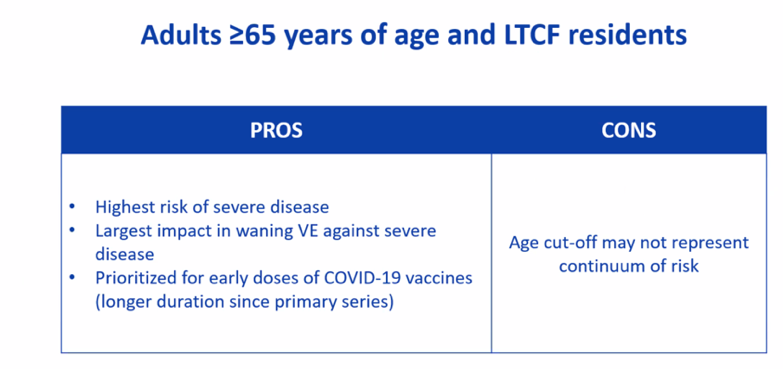 Adults ≥65 years of age and LTCF residents
PROS
CONS
• Highest risk of severe disease
• Largest impact in waning VE against severe
disease
• Prioritized for early doses of COVID-19 vaccines
(longer duration since primary series)
Age cut-off may not represent
continuum of risk